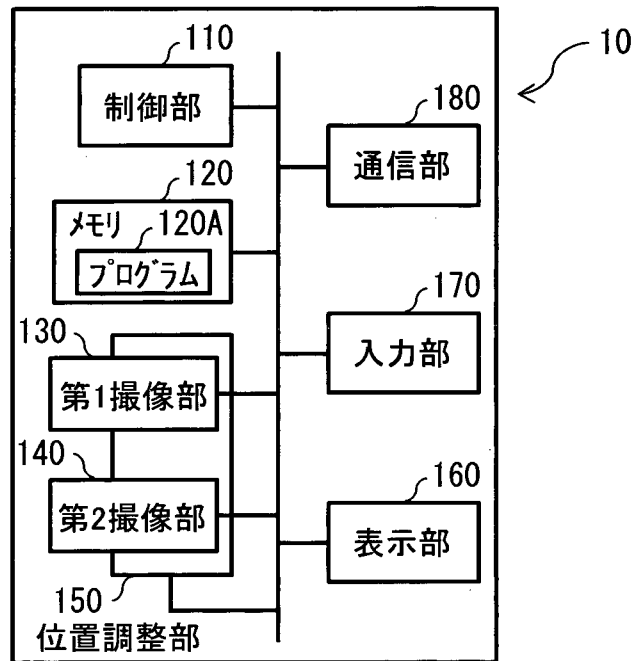 10
110
制御部
180
通信部
120
メモリ 120A
プログラム
170
入力部
130
第1撮像部
140
第2撮像部
160
表示部
150
位置調整部